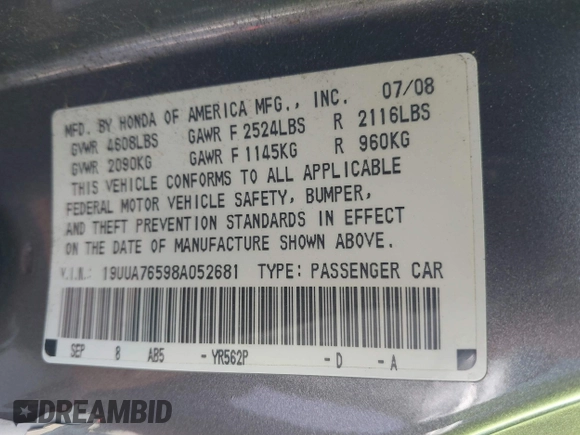 MFD. BY HONDA OF AMERICA MFG., INC. 07/08
GVWR 4608LBS GAWR F 2524LBS R 2116LBS
GVWR 2090KG GAWR F 1145KG R 960KG
THIS VEHICLE CONFORMS TO ALL APPLICABLE
FEDERAL MOTOR VEHICLE SAFETY, BUMPER,
AND THEFT PREVENTION STANDARDS IN EFFECT
ON THE DATE OF MANUFACTURE SHOWN ABOVE.
V.I.N.: 19UUA76598A052681 TYPE: PASSENGER CAR
SEP 8 AB5 -YR562P -D -A
DREAMBID